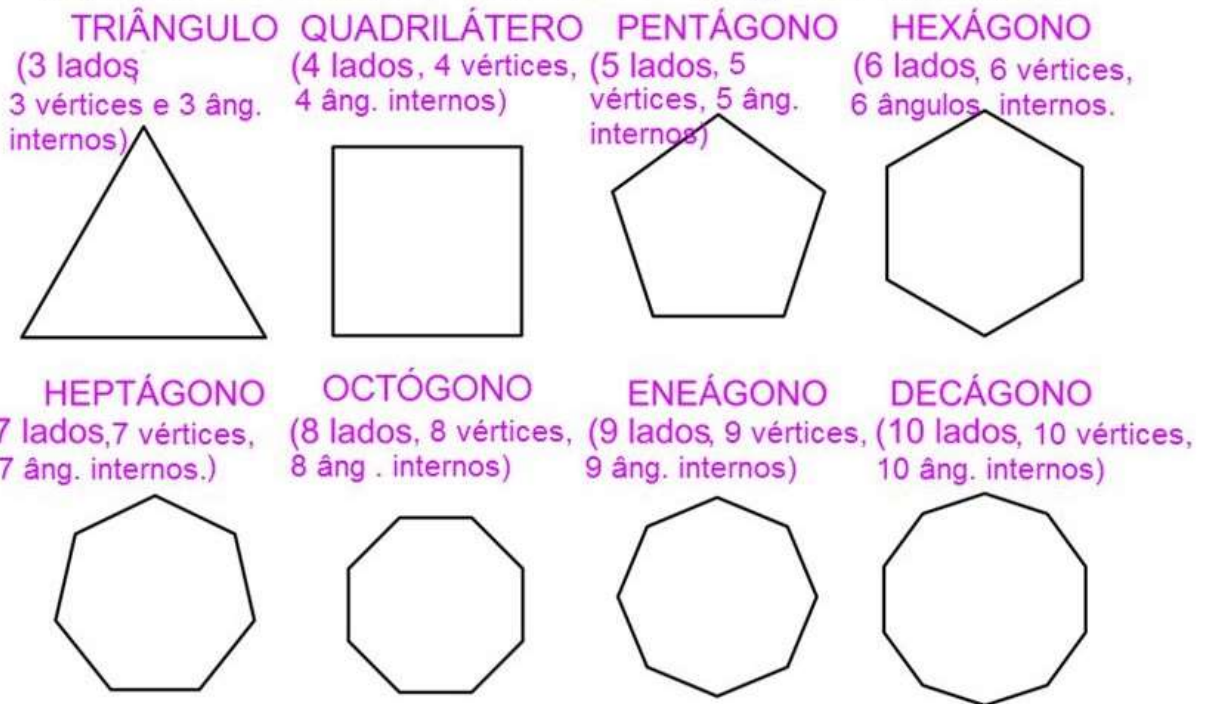 TRIÂNGULO
(3 lados,
3 vértices e 3 âng.
internos)
QUADRILÁTERO
(4 lados, 4 vértices,
4 âng. internos)
PENTÁGONO
(5 lados, 5
vértices, 5 âng.
internos)
HEXÁGONO
(6 lados, 6 vértices,
6 ângulos internos.
HEPTÁGONO
7 lados,7 vértices,
7 âng. internos.)
OCTÓGONO
(8 lados, 8 vértices,
8 âng . internos)
ENEÁGONO
(9 lados, 9 vértices,
9 âng. internos)
DECÁGONO
(10 lados, 10 vértices,
10 âng. internos)